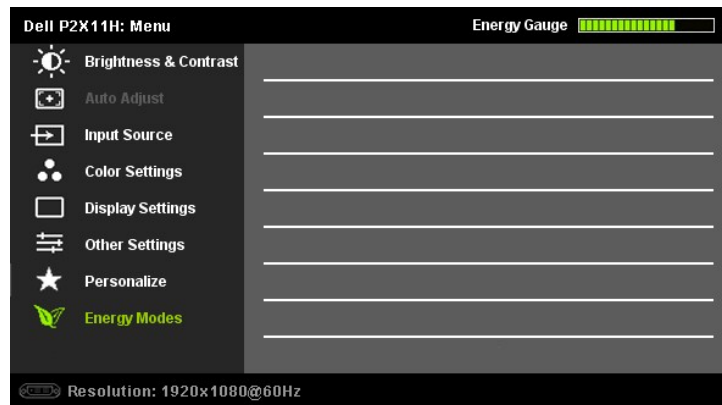 Dell P2X11H: Menu
Energy Gauge
Brightness & Contrast
Auto Adjust
Input Source
Color Settings
Display Settings
Other Settings
Personalize
Energy Modes
Resolution: 1920x1080@60Hz